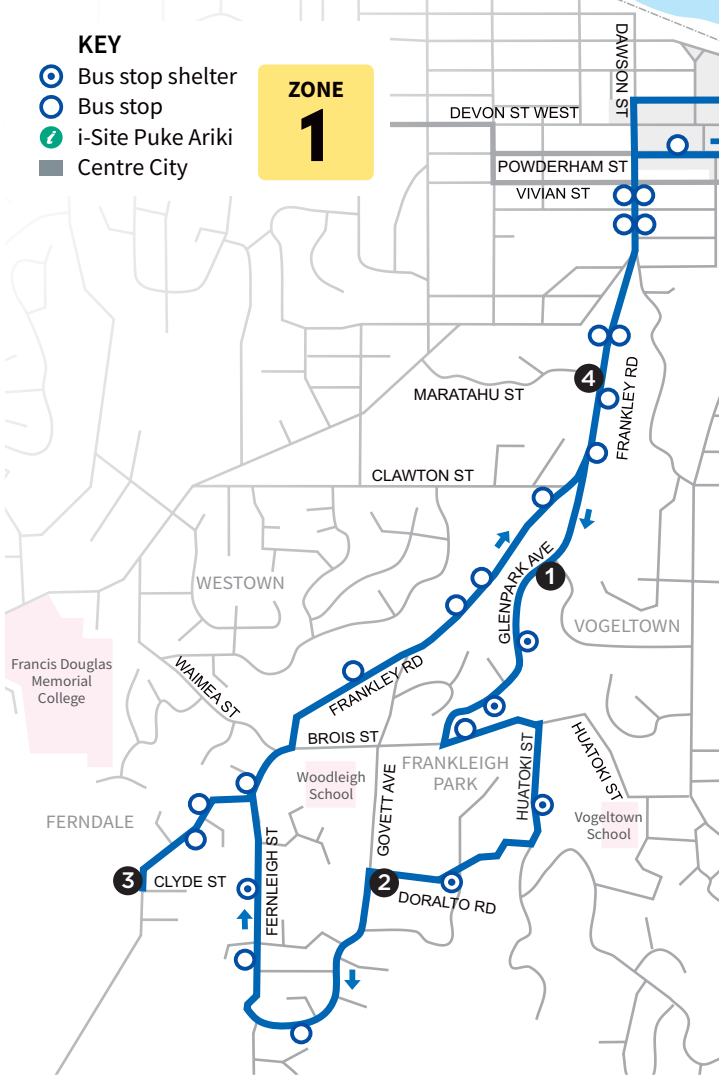 KEY
Bus stop shelter
Bus stop
i
i-Site Puke Ariki
Centre City
ZONE
1
DAWSON ST
DEVON ST WEST
POWDERHAM ST
VIVIAN ST
4
MARATAHU ST
FRANKLEY RD
CLAWTON ST
GLENPARK AVE
1
WESTOWN
VOGELTOWN
Francis Douglas
Memorial
College
WAIMEA ST
FRANKLEY RD
BROIS ST
FRANKLEIGH
PARK
HUATOKI ST
HUATOKI ST
Woodleigh
School
GOVETT AVE
Vogeltown
School
FERNDALE
FERNLEIGH ST
3
CLYDE ST
2
DORALTO RD